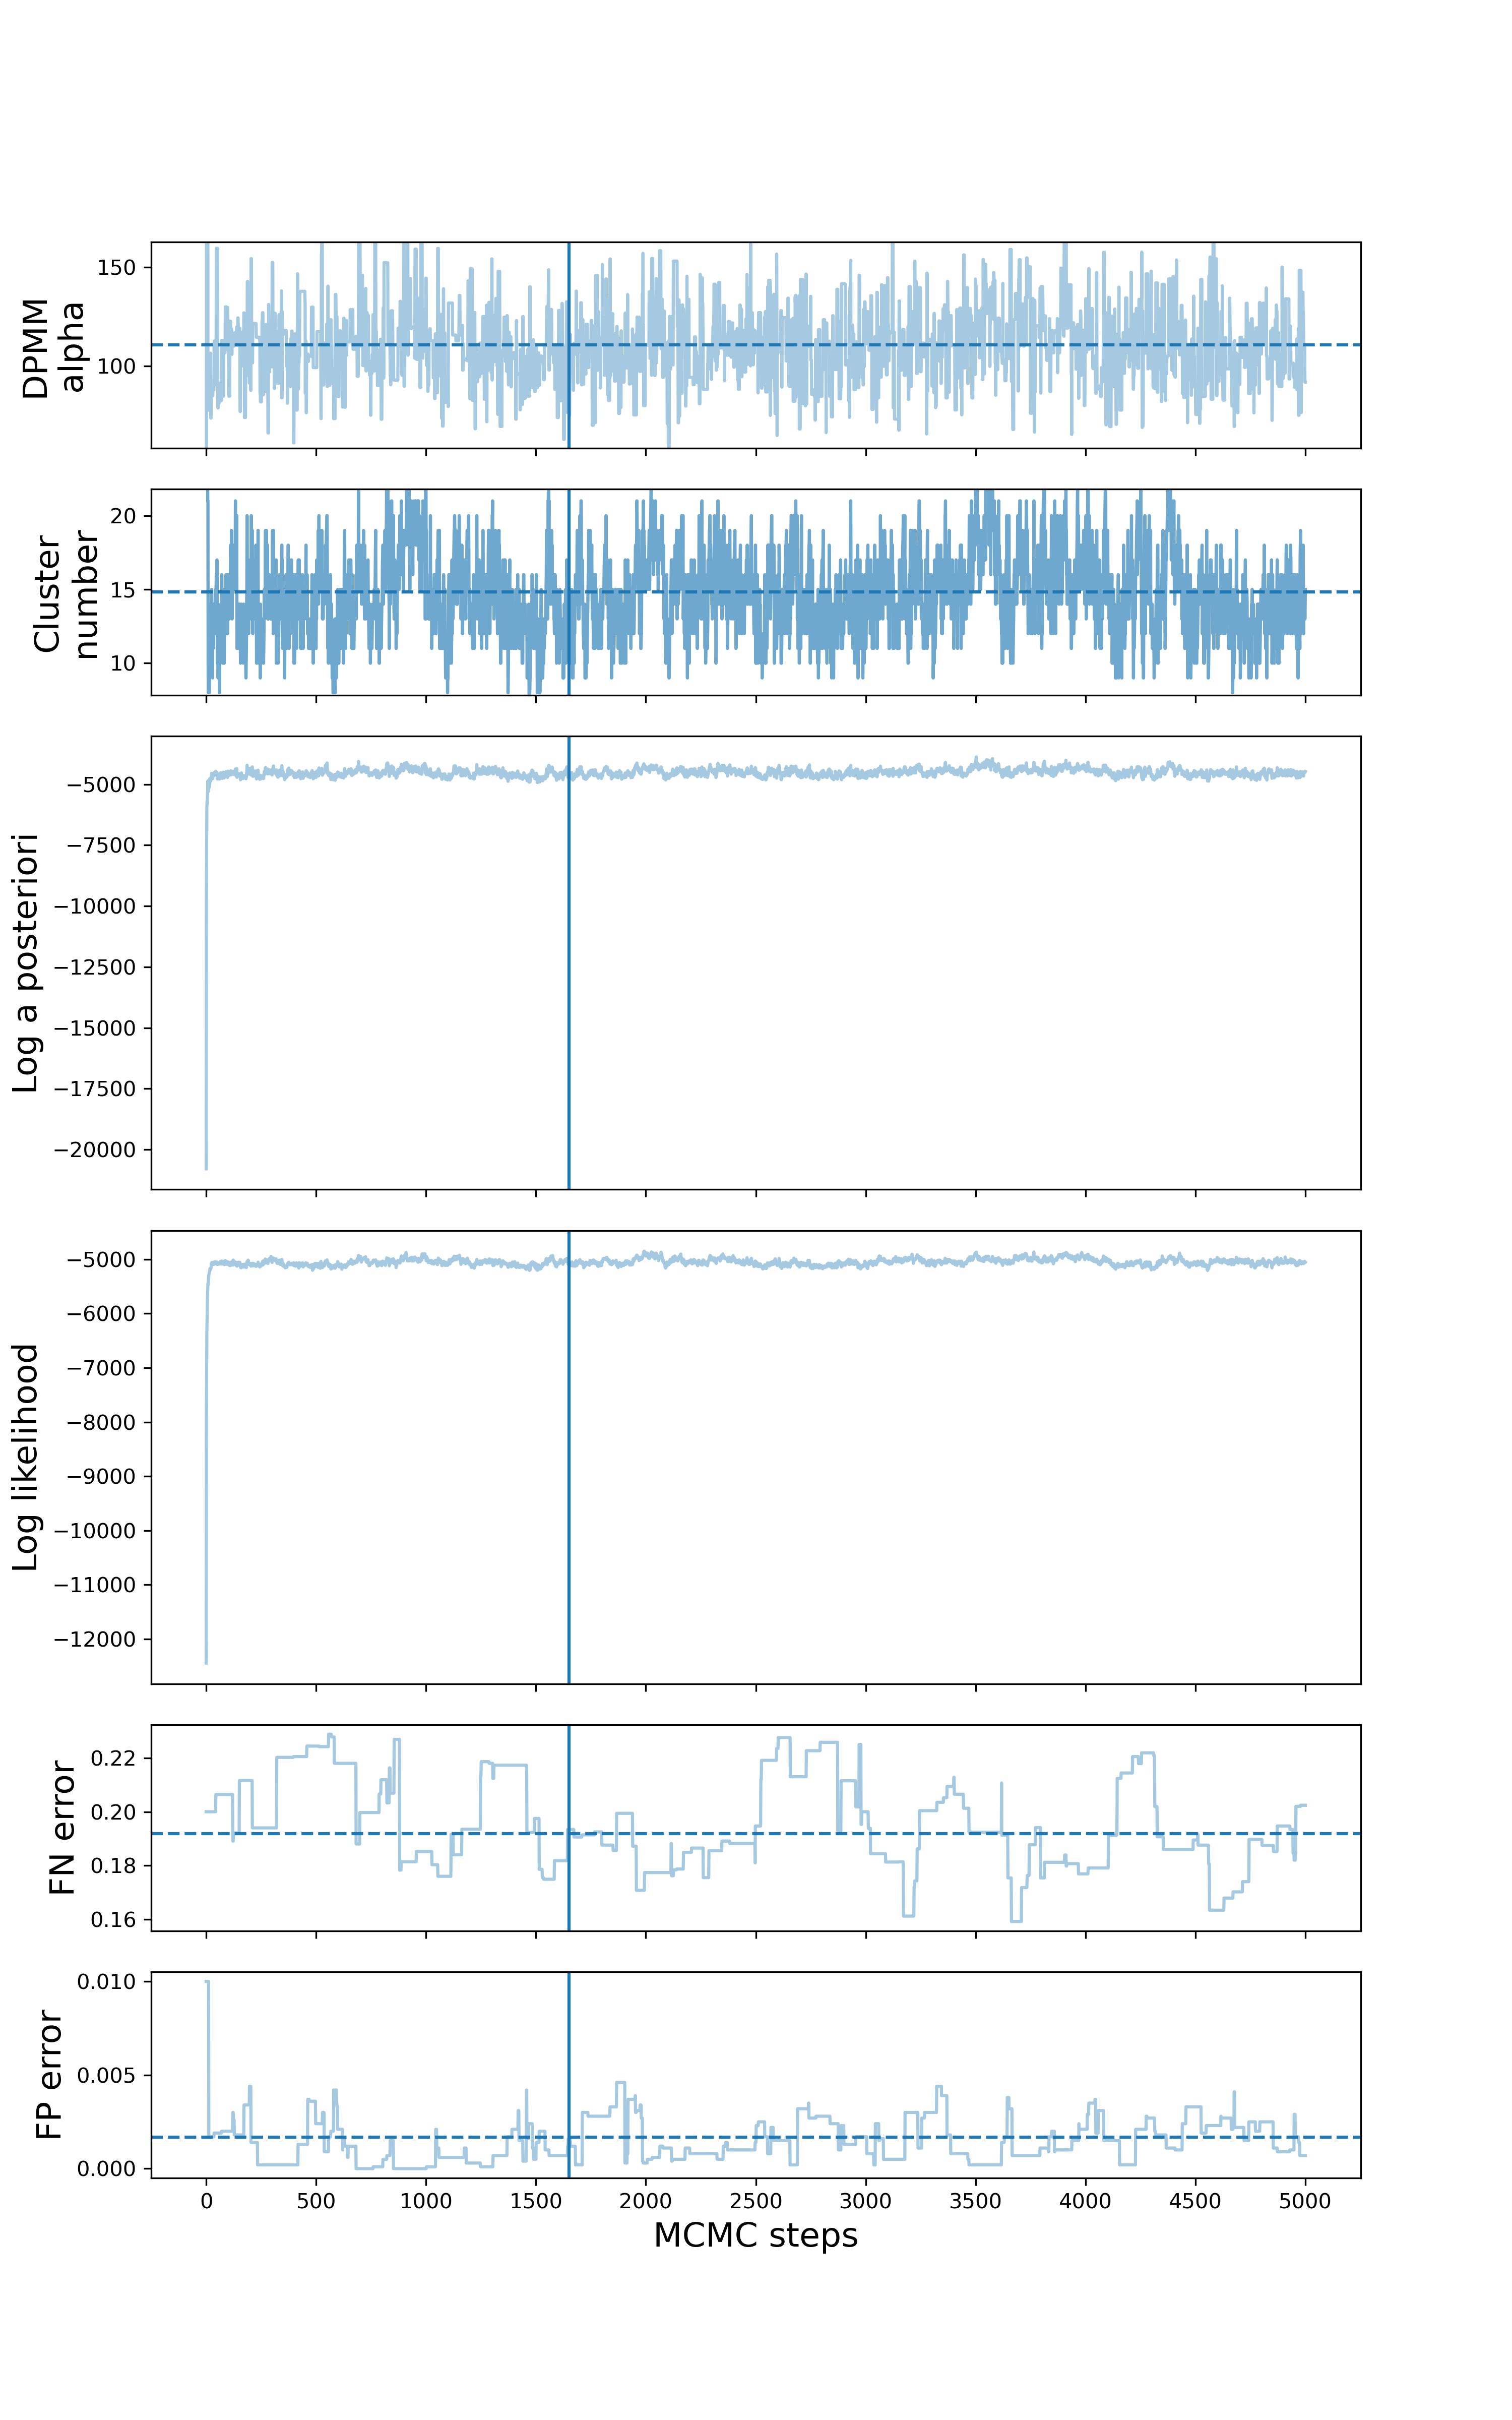 DPMM
alpha
150
100
Cluster
number
20
15
10
Log a posteriori
−5000
−7500
−10000
−12500
−15000
−17500
−20000
Log likelihood
−5000
−6000
−7000
−8000
−9000
−10000
−11000
−12000
FN error
0.22
0.20
0.18
0.16
FP error
0.010
0.005
0.000
0 500 1000 1500 2000 2500 3000 3500 4000 4500 5000
MCMC steps